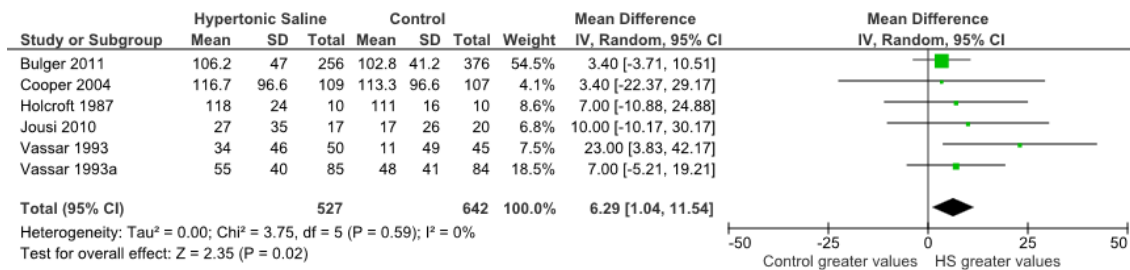 Hypertonic Saline Control Mean Difference Mean Difference
Study or Subgroup Mean SD Total Mean SD Total Weight IV, Random, 95% CI IV, Random, 95% CI
Bulger 2011 106.2 47 256 102.8 41.2 376 54.5% 3.40 [-3.71, 10.51]
Cooper 2004 116.7 96.6 109 113.3 96.6 107 4.1% 3.40 [-22.37, 29.17]
Holcroft 1987 118 24 10 111 16 10 8.6% 7.00 [-10.88, 24.88]
Jousi 2010 27 35 17 17 26 20 6.8% 10.00 [-10.17, 30.17]
Vassar 1993 34 46 50 11 49 45 7.5% 23.00 [3.83, 42.17]
Vassar 1993a 55 40 85 48 41 84 18.5% 7.00 [-5.21, 19.21]
Total (95% CI) 527 642 100.0% 6.29 [1.04, 11.54]
Heterogeneity: Tau² = 0.00; Chi² = 3.75, df = 5 (P = 0.59); I² = 0%
Test for overall effect: Z = 2.35 (P = 0.02)
-50 -25 0 25 50
Control greater values HS greater values